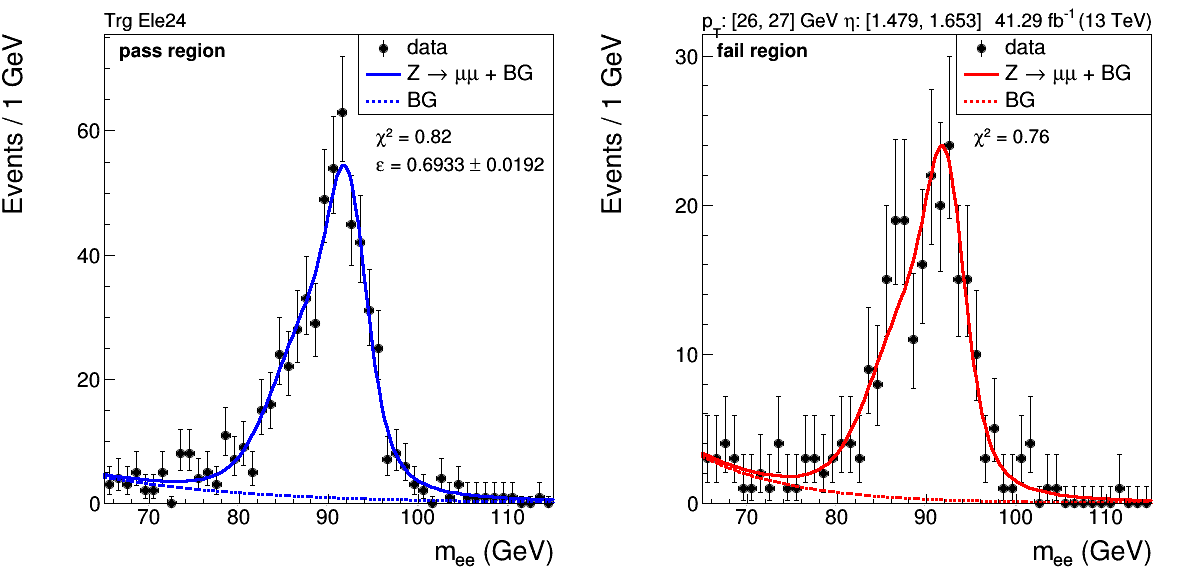 Trg Ele24
pass region
Events / 1 GeV
data
Z → μμ + BG
BG
χ² = 0.82
ε = 0.6933 ± 0.0192
60
40
20
0
70 80 90 100 110
m_ee (GeV)
p_T: [26, 27] GeV η: [1.479, 1.653] 41.29 fb⁻¹ (13 TeV)
fail region
Events / 1 GeV
data
Z → μμ + BG
BG
χ² = 0.76
30
20
10
0
70 80 90 100 110
m_ee (GeV)